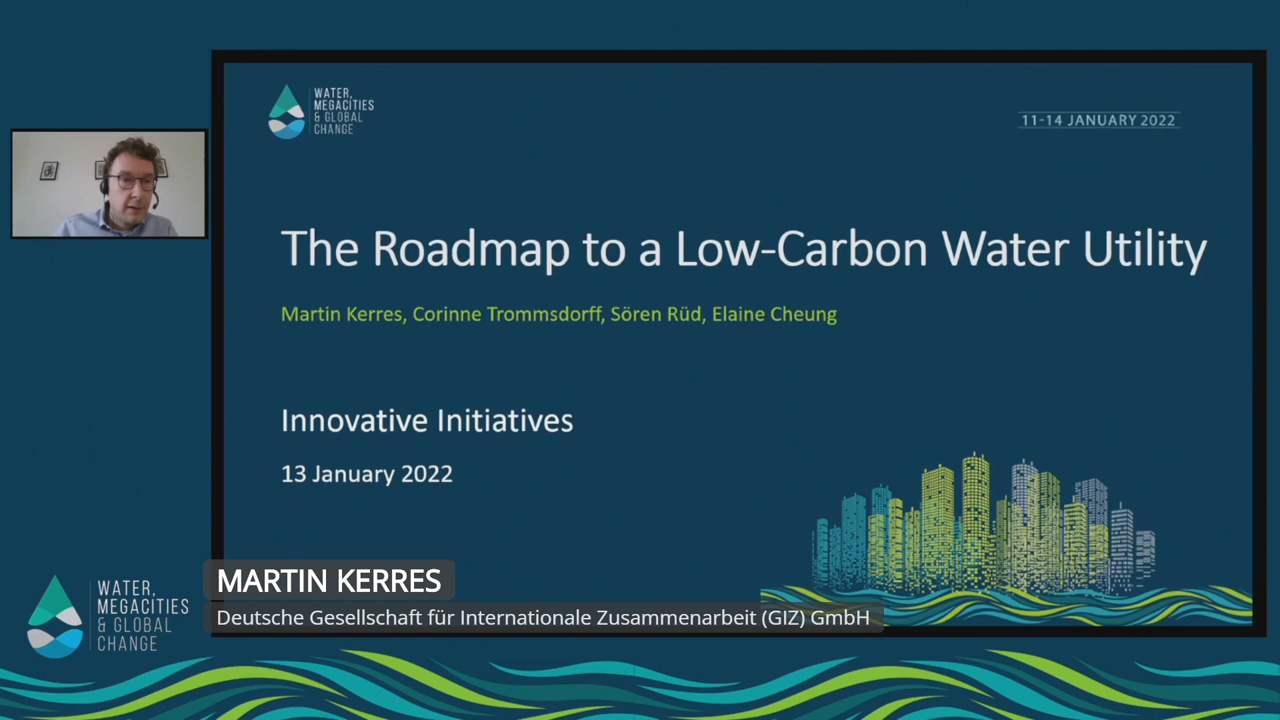 WATER,
MEGACITIES
& GLOBAL
CHANGE
11-14 JANUARY 2022
The Roadmap to a Low-Carbon Water Utility
Martin Kerres, Corinne Trommsdorff, Sören Rüd, Elaine Cheung
Innovative Initiatives
13 January 2022
MARTIN KERRES
Deutsche Gesellschaft für Internationale Zusammenarbeit (GIZ) GmbH
WATER,
MEGACITIES
& GLOBAL
CHANGE